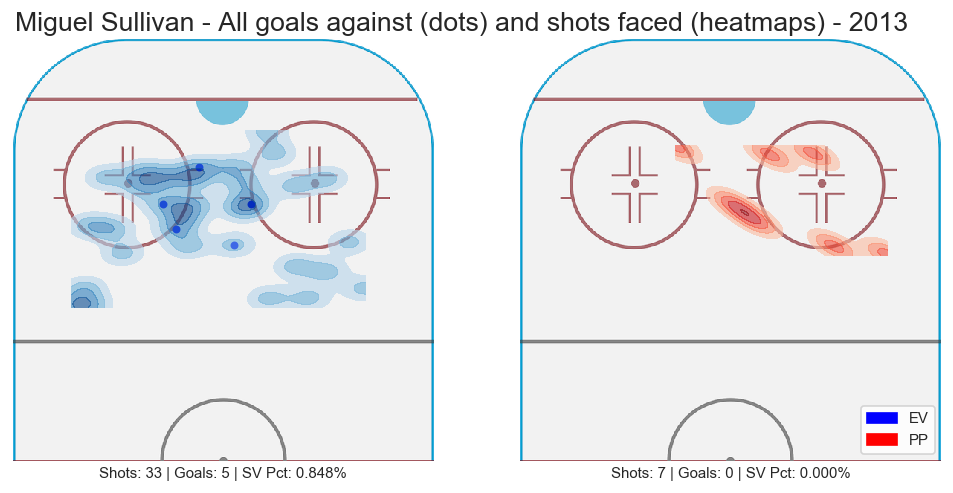 Miguel Sullivan - All goals against (dots) and shots faced (heatmaps) - 2013
EV
PP
Shots: 33 | Goals: 5 | SV Pct: 0.848%
Shots: 7 | Goals: 0 | SV Pct: 0.000%